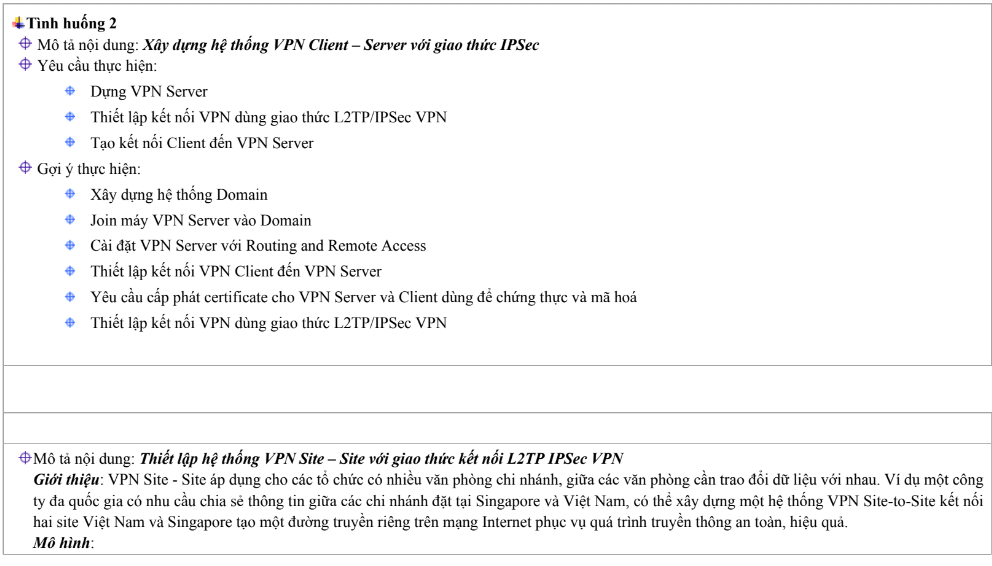 Tình huống 2
Mô tả nội dung: Xây dựng hệ thống VPN Client – Server với giao thức IPSec
Yêu cầu thực hiện:
Dựng VPN Server
Thiết lập kết nối VPN dùng giao thức L2TP/IPSec VPN
Tạo kết nối Client đến VPN Server
Gợi ý thực hiện:
Xây dựng hệ thống Domain
Join máy VPN Server vào Domain
Cài đặt VPN Server với Routing and Remote Access
Thiết lập kết nối VPN Client đến VPN Server
Yêu cầu cấp phát certificate cho VPN Server và Client dùng để chứng thực và mã hoá
Thiết lập kết nối VPN dùng giao thức L2TP/IPSec VPN
Mô tả nội dung: Thiết lập hệ thống VPN Site – Site với giao thức kết nối L2TP IPSec VPN
Giới thiệu: VPN Site - Site áp dụng cho các tổ chức có nhiều văn phòng chi nhánh, giữa các văn phòng cần trao đổi dữ liệu với nhau. Ví dụ một công
ty đa quốc gia có nhu cầu chia sẻ thông tin giữa các chi nhánh đặt tại Singapore và Việt Nam, có thể xây dựng một hệ thống VPN Site-to-Site kết nối
hai site Việt Nam và Singapore tạo một đường truyền riêng trên mạng Internet phục vụ quá trình truyền thông an toàn, hiệu quả.
Mô hình: